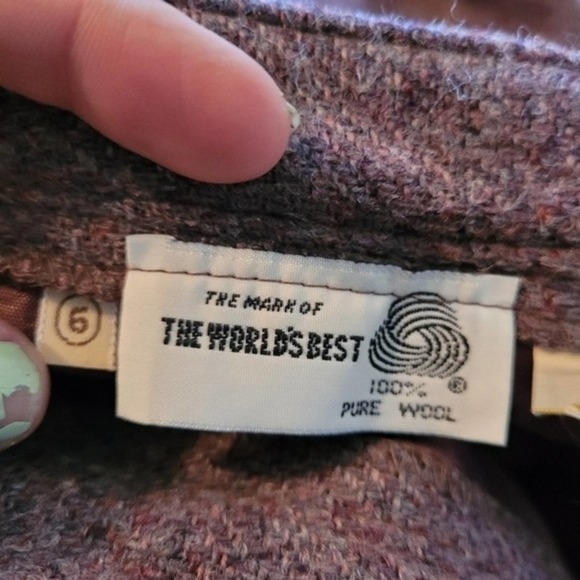 6
THE MARK OF
THE WORLD'S BEST
100% ®
PURE WOOL